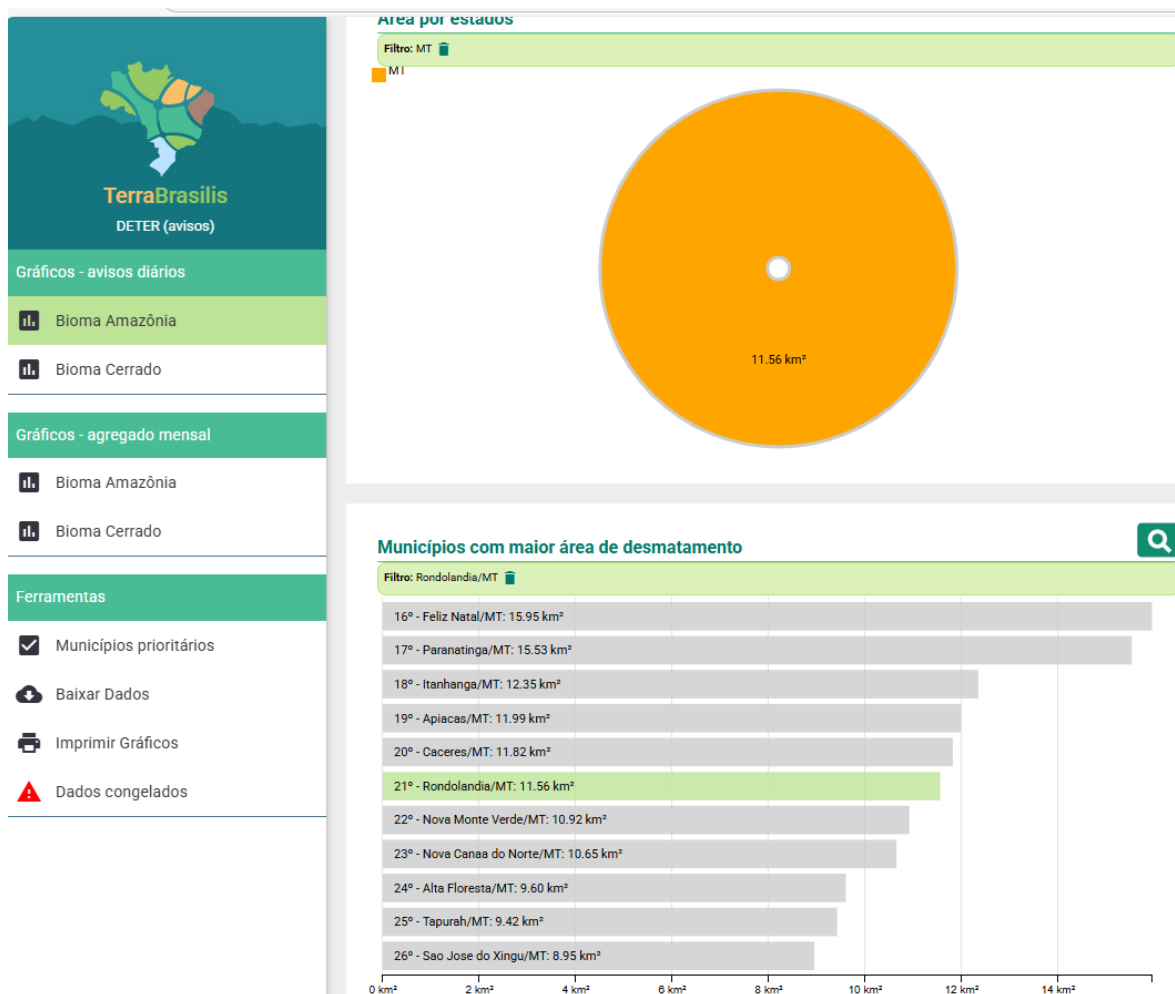 Área por estados
Filtro: MT
MT
11.56 km²
TerraBrasilis
DETER (avisos)
Gráficos - avisos diários
Bioma Amazônia
Bioma Cerrado
Gráficos - agregado mensal
Bioma Amazônia
Bioma Cerrado
Ferramentas
Municípios prioritários
Baixar Dados
Imprimir Gráficos
Dados congelados
Municípios com maior área de desmatamento
Filtro: Rondolandia/MT
16º - Feliz Natal/MT: 15.95 km²
17º - Paranatinga/MT: 15.53 km²
18º - Itanhanga/MT: 12.35 km²
19º - Apiacas/MT: 11.99 km²
20º - Caceres/MT: 11.82 km²
21º - Rondolandia/MT: 11.56 km²
22º - Nova Monte Verde/MT: 10.92 km²
23º - Nova Canaa do Norte/MT: 10.65 km²
24º - Alta Floresta/MT: 9.60 km²
25º - Tapurah/MT: 9.42 km²
26º - Sao Jose do Xingu/MT: 8.95 km²
0 km² 2 km² 4 km² 6 km² 8 km² 10 km² 12 km² 14 km²